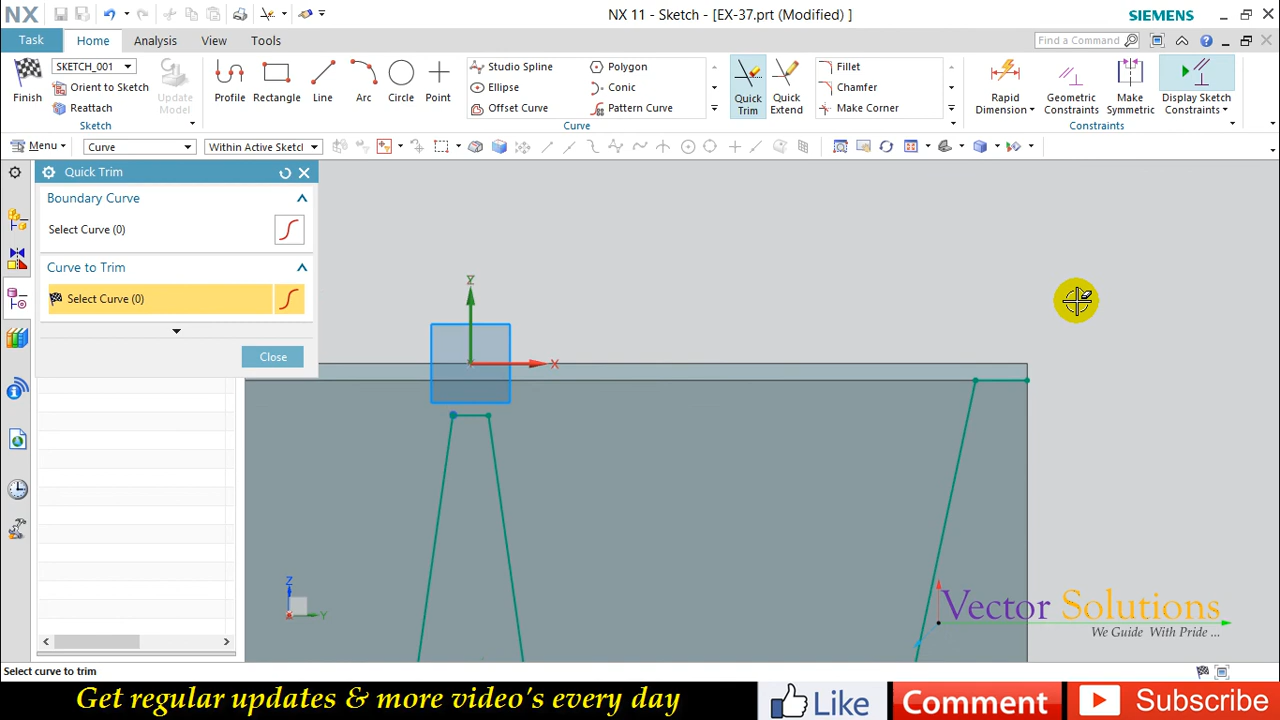 NX
NX 11 - Sketch - [EX-37.prt (Modified) ]
SIEMENS
Task
Home
Analysis
View
Tools
Find a Command
Finish
SKETCH_001
Orient to Sketch
Reattach
Update Model
Sketch
Profile
Rectangle
Line
Arc
Circle
Point
Studio Spline
Ellipse
Offset Curve
Polygon
Conic
Pattern Curve
Curve
Quick Trim
Quick Extend
Fillet
Chamfer
Make Corner
Rapid Dimension
Geometric Constraints
Make Symmetric
Display Sketch Constraints
Constraints
Menu
Curve
Within Active Sketcl
Quick Trim
Boundary Curve
Select Curve (0)
Curve to Trim
Select Curve (0)
Close
Y
X
Z
Y
Vector Solutions
We Guide With Pride ...
Select curve to trim
Get regular updates & more video's every day
Like
Comment
Subscribe